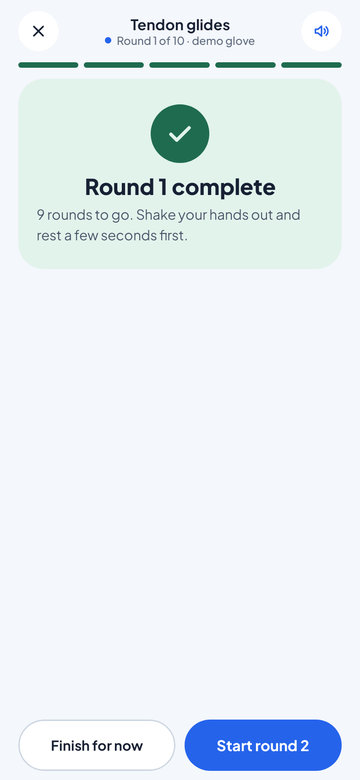 Tendon glides
Round 1 of 10 · demo glove
Round 1 complete
9 rounds to go. Shake your hands out and
rest a few seconds first.
Finish for now
Start round 2